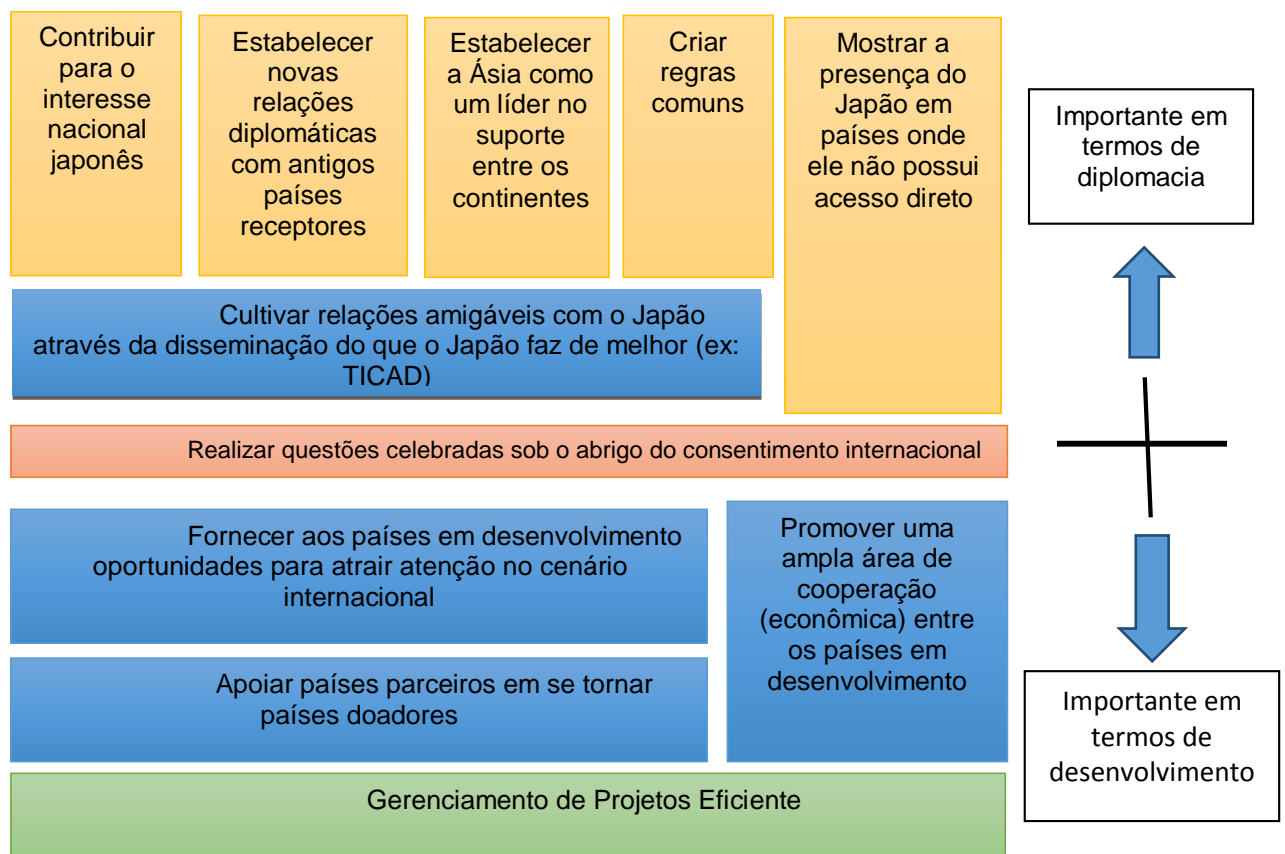 Contribuir
para o
interesse
nacional
japonês
Estabelecer
novas
relações
diplomáticas
com antigos
países
receptores
Estabelecer
a Ásia como
um líder no
suporte
entre os
continentes
Criar
regras
comuns
Mostrar a
presença do
Japão em
países onde
ele não possui
acesso direto
Importante em
termos de
diplomacia
Cultivar relações amigáveis com o Japão
através da disseminação do que o Japão faz de melhor (ex:
TICAD)
Realizar questões celebradas sob o abrigo do consentimento internacional
Fornecer aos países em desenvolvimento
oportunidades para atrair atenção no cenário
internacional
Promover uma
ampla área de
cooperação
(econômica) entre
os países em
desenvolvimento
Apoiar países parceiros em se tornar
países doadores
Importante em
termos de
desenvolvimento
Gerenciamento de Projetos Eficiente